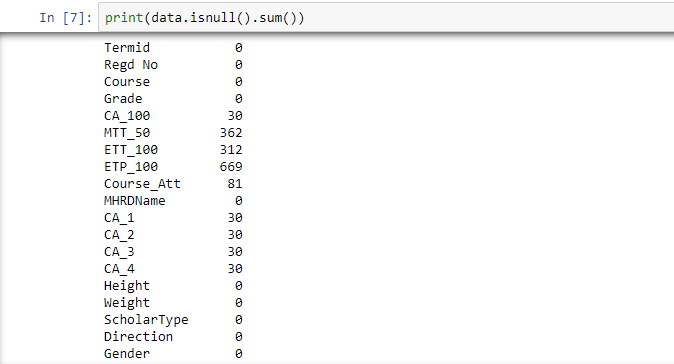 In [7]: print(data.isnull().sum())
Termid 0
Regd No 0
Course 0
Grade 0
CA_100 30
MTT_50 362
ETT_100 312
ETP_100 669
Course_Att 81
MHRDName 0
CA_1 30
CA_2 30
CA_3 30
CA_4 30
Height 0
Weight 0
ScholarType 0
Direction 0
Gender 0